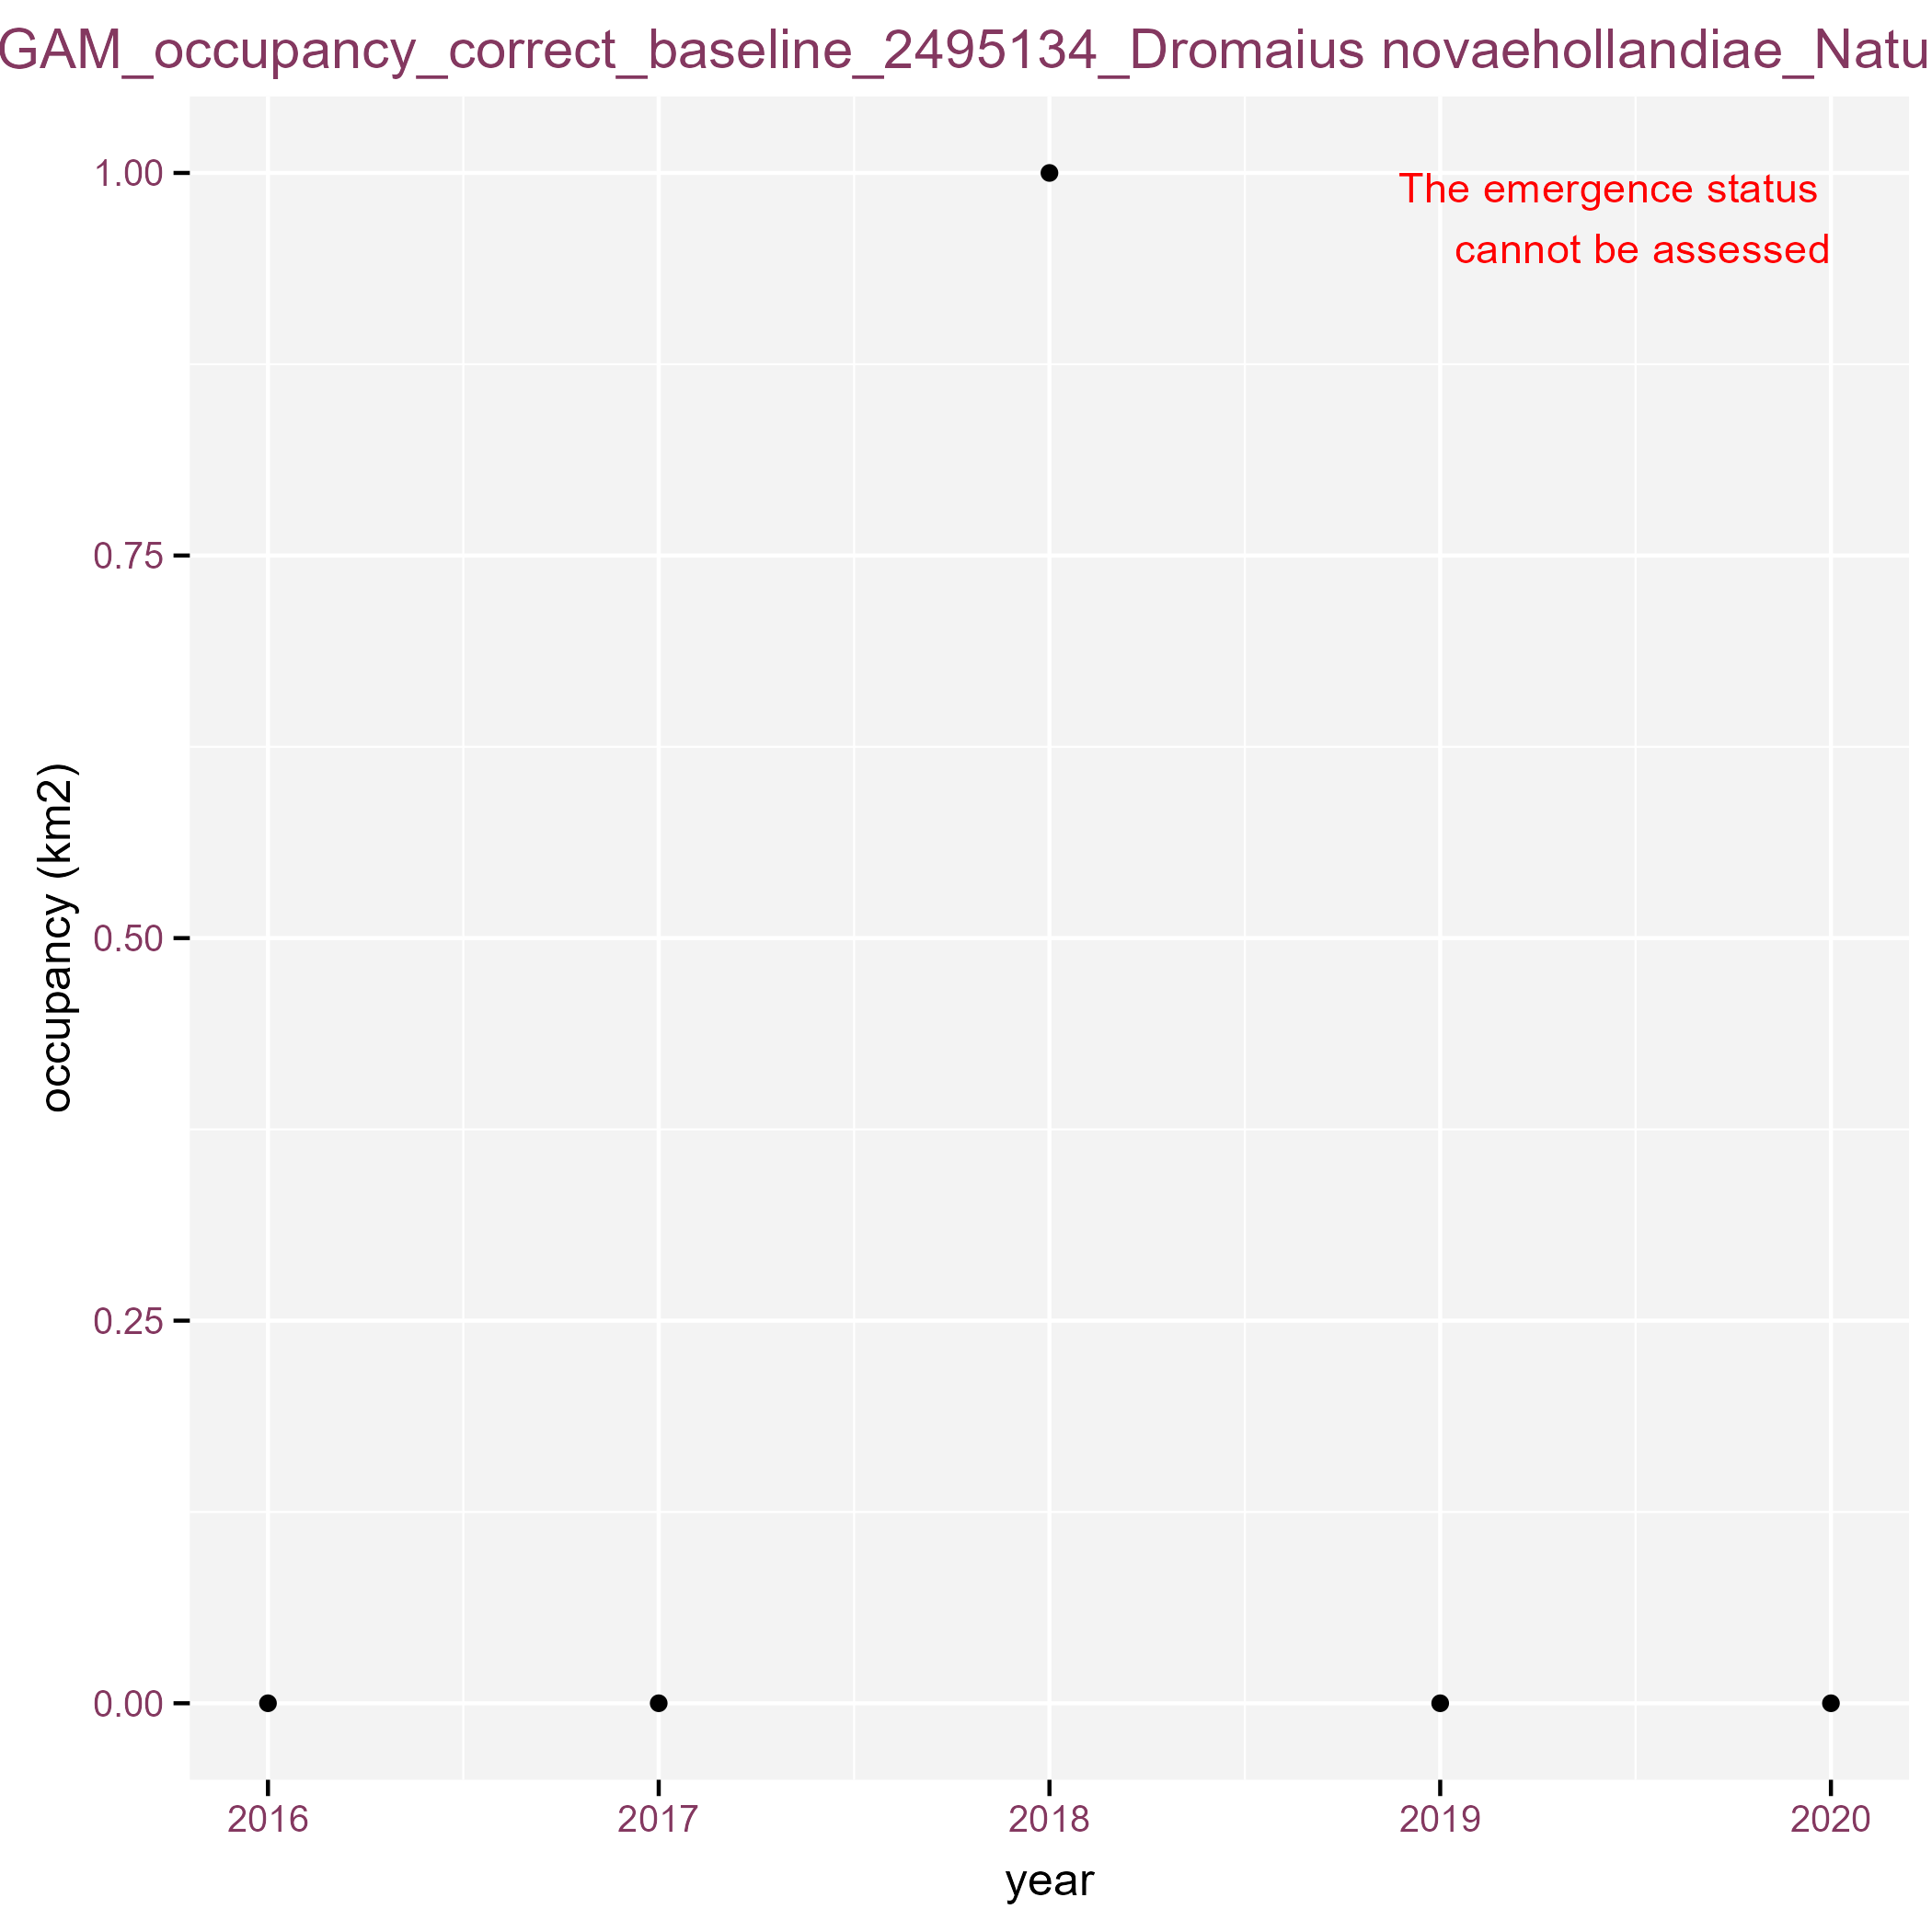 GAM_occupancy_correct_baseline_2495134_Dromaius novaehollandiae_Natu
1.00
The emergence status
cannot be assessed
0.75
0.50
occupancy (km2)
0.25
0.00
2016 2017 2018 2019 2020
year